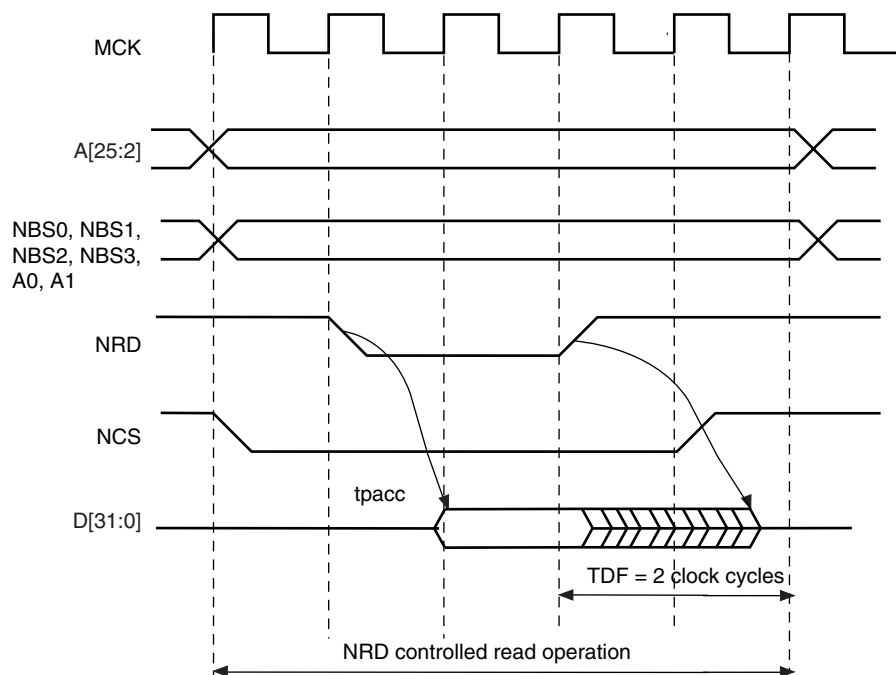 MCK
A[25:2]
NBS0, NBS1,
NBS2, NBS3,
A0, A1
NRD
NCS
tpacc
D[31:0]
TDF = 2 clock cycles
NRD controlled read operation